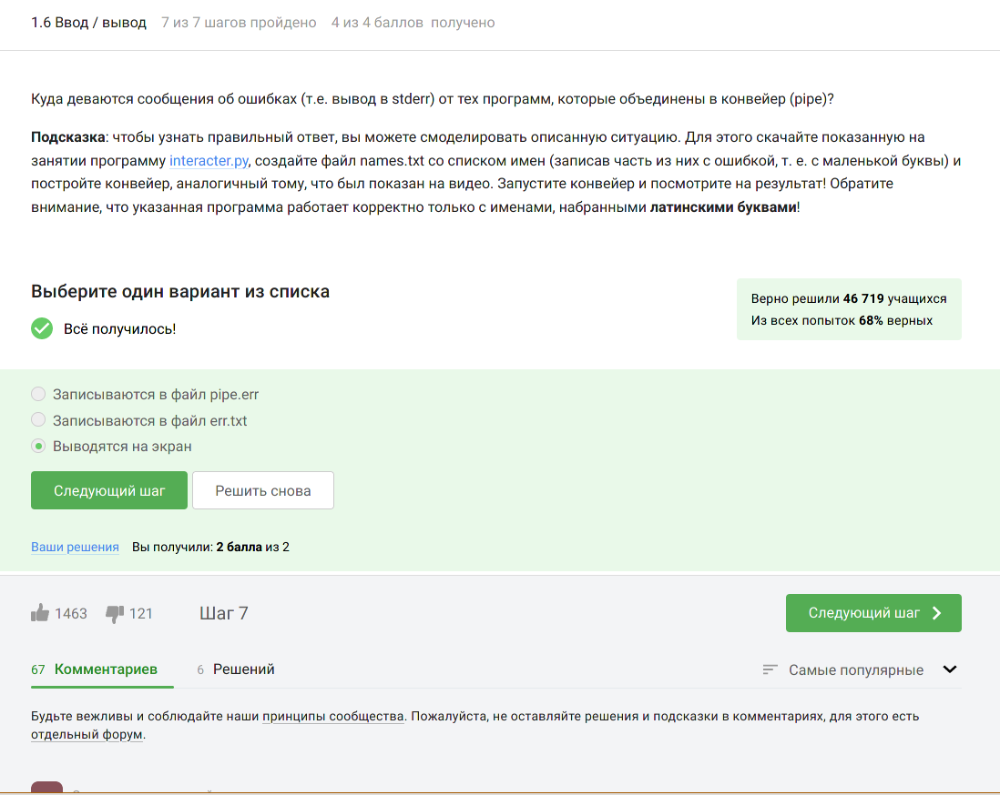 1.6 Ввод / вывод 7 из 7 шагов пройдено 4 из 4 баллов получено
Куда деваются сообщения об ошибках (т.е. вывод в stderr) от тех программ, которые объединены в конвейер (pipe)?
Подсказка: чтобы узнать правильный ответ, вы можете смоделировать описанную ситуацию. Для этого скачайте показанную на
занятии программу interacter.py, создайте файл names.txt со списком имен (записав часть из них с ошибкой, т. е. с маленькой буквы) и
постройте конвейер, аналогичный тому, что был показан на видео. Запустите конвейер и посмотрите на результат! Обратите
внимание, что указанная программа работает корректно только с именами, набранными латинскими буквами!
Выберите один вариант из списка
Всё получилось!
Верно решили 46 719 учащихся
Из всех попыток 68% верных
Записываются в файл pipe.err
Записываются в файл err.txt
Выводятся на экран
Следующий шаг Решить снова
Ваши решения Вы получили: 2 балла из 2
1463 121 Шаг 7 Следующий шаг
67 Комментариев 6 Решений Самые популярные
Будьте вежливы и соблюдайте наши принципы сообщества. Пожалуйста, не оставляйте решения и подсказки в комментариях, для этого есть
отдельный форум.